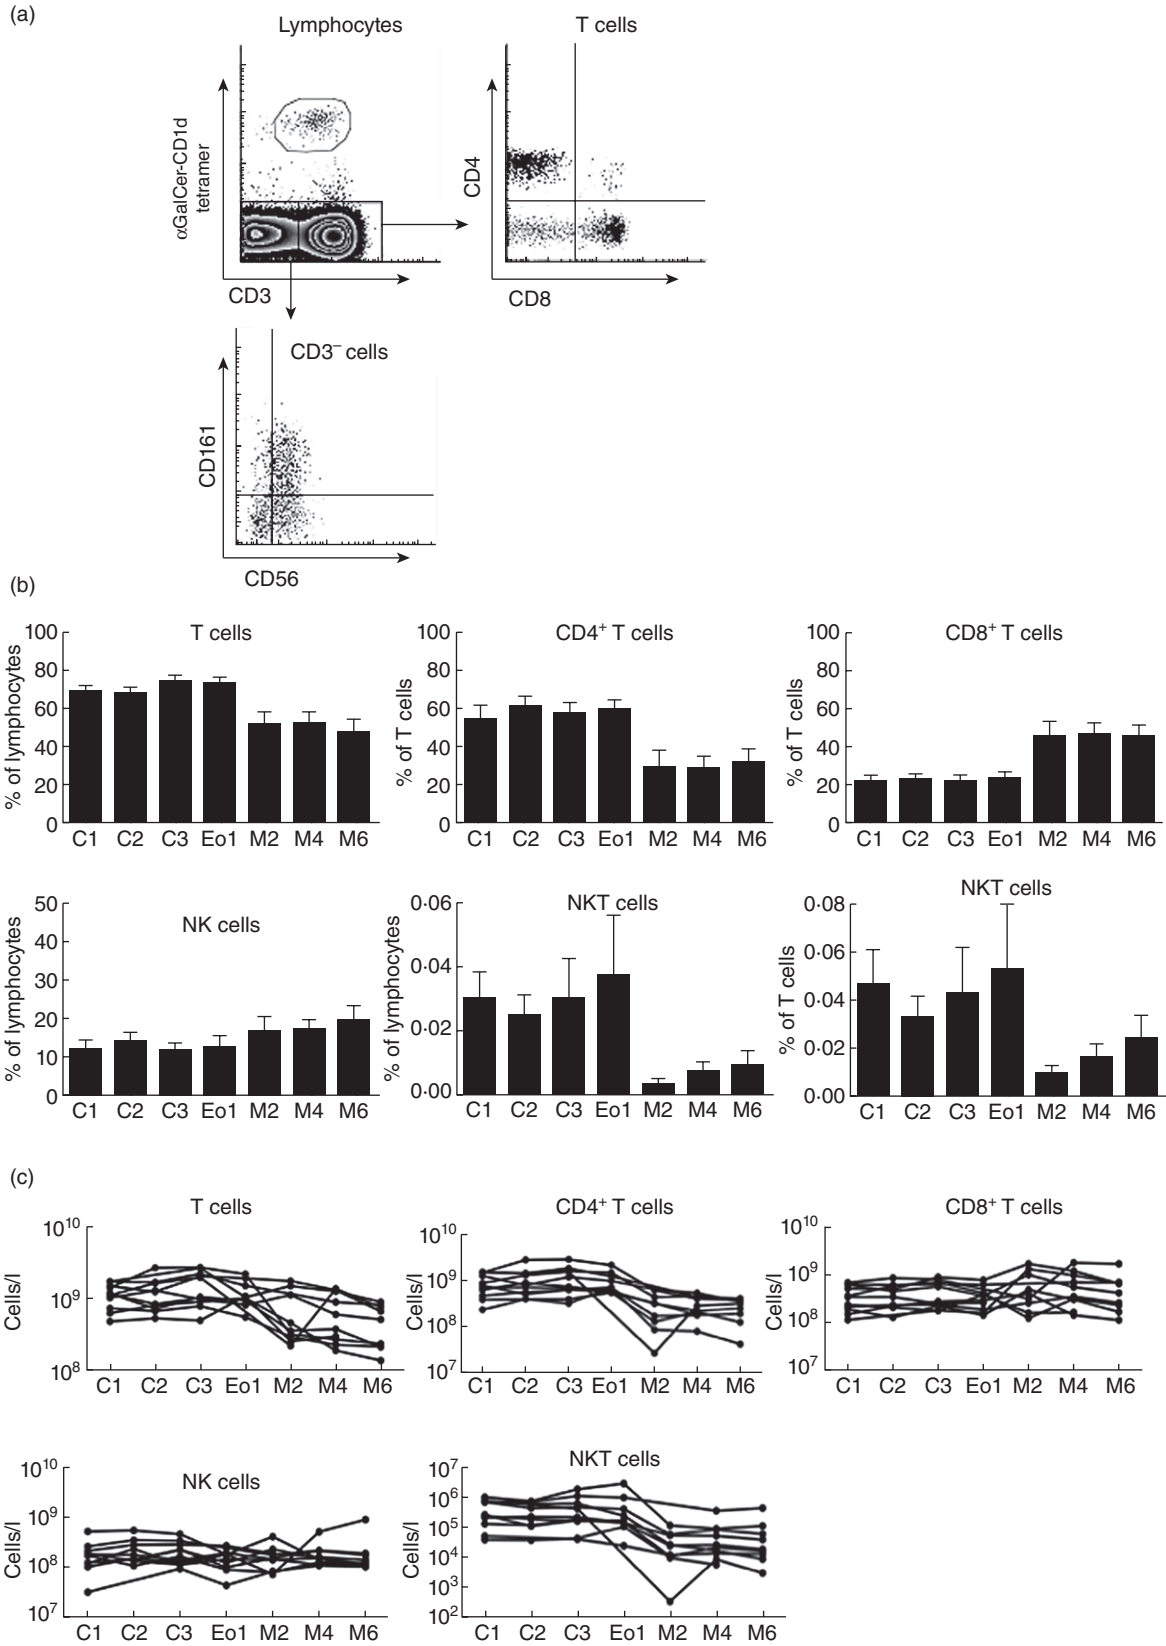 (a)
Lymphocytes
T cells
αGalCer-CD1d
tetramer
CD4
CD3
CD8
CD3⁻ cells
CD161
CD56
(b)
T cells
CD4⁺ T cells
CD8⁺ T cells
% of lymphocytes
100
80
60
40
20
0
C1 C2 C3 Eo1 M2 M4 M6
% of T cells
100
80
60
40
20
0
C1 C2 C3 Eo1 M2 M4 M6
% of T cells
100
80
60
40
20
0
C1 C2 C3 Eo1 M2 M4 M6
NK cells
% of lymphocytes
50
40
30
20
10
0
C1 C2 C3 Eo1 M2 M4 M6
NKT cells
% of lymphocytes
0·06
0·04
0·02
0·00
C1 C2 C3 Eo1 M2 M4 M6
NKT cells
% of T cells
0·08
0·06
0·04
0·02
0·00
C1 C2 C3 Eo1 M2 M4 M6
(c)
T cells
Cells/l
10¹⁰
10⁹
10⁸
C1 C2 C3 Eo1 M2 M4 M6
CD4⁺ T cells
Cells/l
10¹⁰
10⁹
10⁸
10⁷
C1 C2 C3 Eo1 M2 M4 M6
CD8⁺ T cells
Cells/l
10¹⁰
10⁹
10⁸
10⁷
C1 C2 C3 Eo1 M2 M4 M6
NK cells
Cells/l
10¹⁰
10⁹
10⁸
10⁷
C1 C2 C3 Eo1 M2 M4 M6
NKT cells
Cells/l
10⁷
10⁶
10⁵
10⁴
10³
10²
C1 C2 C3 Eo1 M2 M4 M6